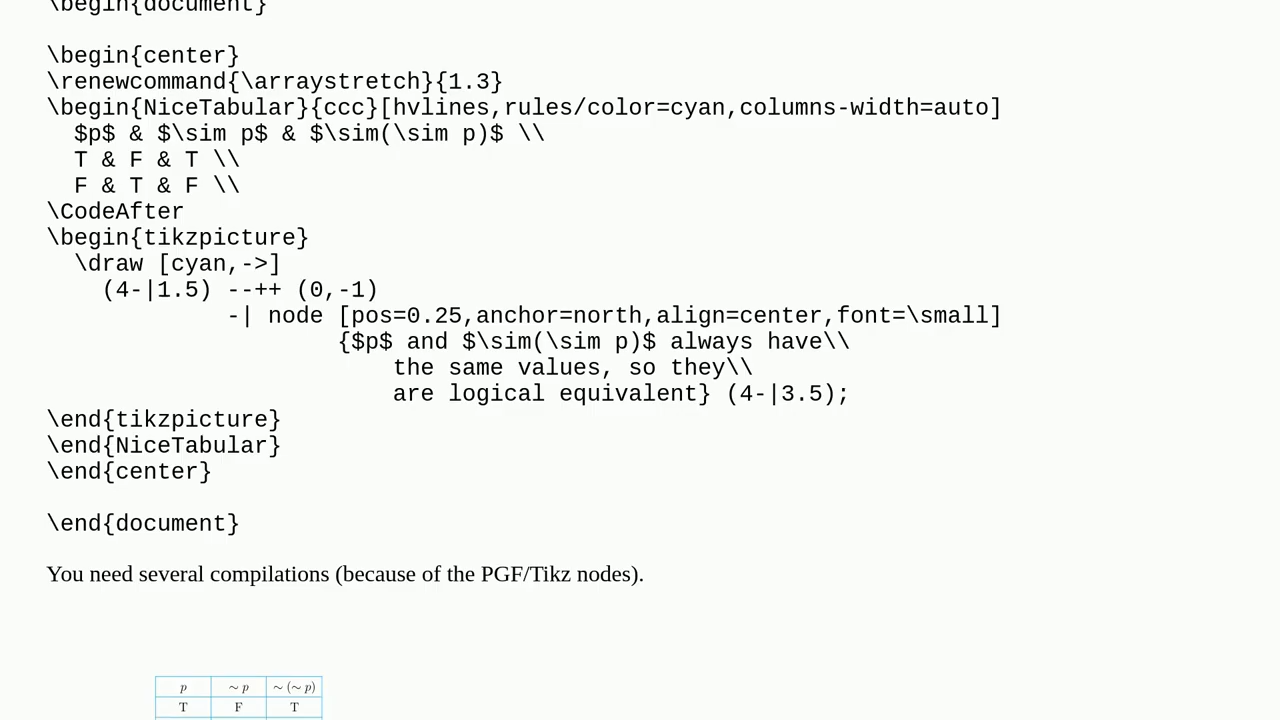 \begin{document}
\begin{center}
\renewcommand{\arraystretch}{1.3}
\begin{NiceTabular}{ccc}[hvlines,rules/color=cyan,columns-width=auto]
  $p$ & $\sim p$ & $\sim(\sim p)$ \\
  T & F & T \\
  F & T & F \\
\CodeAfter
\begin{tikzpicture}
  \draw [cyan,->]
    (4-|1.5) --++ (0,-1)
             -| node [pos=0.25,anchor=north,align=center,font=\small]
                     {$p$ and $\sim(\sim p)$ always have\\
                         the same values, so they\\
                         are logical equivalent} (4-|3.5);
\end{tikzpicture}
\end{NiceTabular}
\end{center}
\end{document}
You need several compilations (because of the PGF/Tikz nodes).
p ∼ p ∼ (∼ p)
T F T